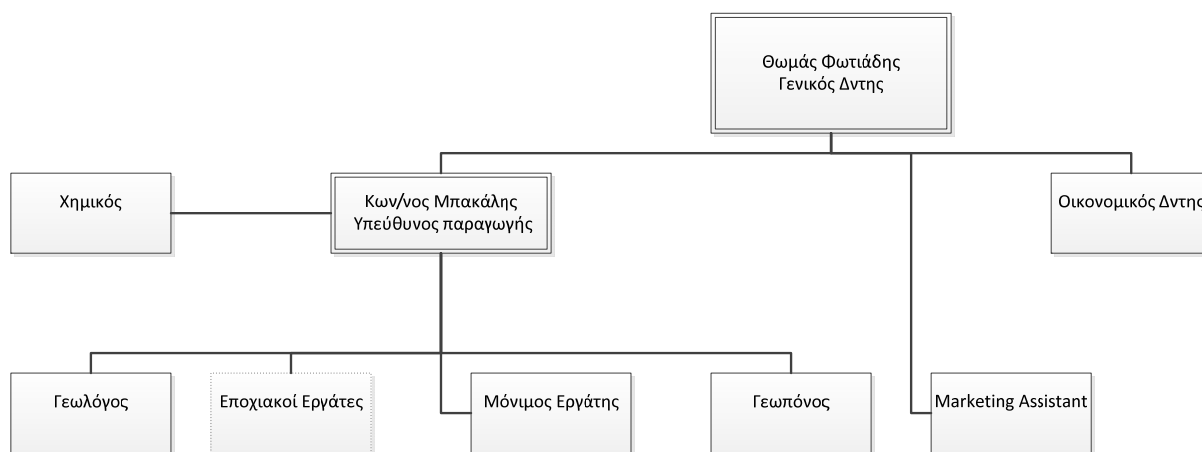 Θωμάς Φωτιάδης
Γενικός Δντης
Χημικός
Κων/νος Μπακάλης
Υπεύθυνος παραγωγής
Οικονομικός Δντης
Γεωλόγος
Εποχιακοί Εργάτες
Μόνιμος Εργάτης
Γεωπόνος
Marketing Assistant